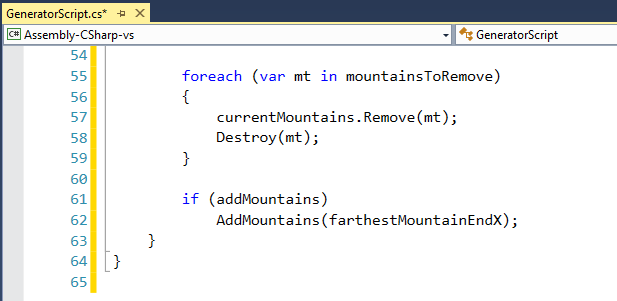 GeneratorScript.cs*
C# Assembly-CSharp-vs GeneratorScript
54
55 foreach (var mt in mountainsToRemove)
56 {
57 currentMountains.Remove(mt);
58 Destroy(mt);
59 }
60
61 if (addMountains)
62 AddMountains(farthestMountainEndX);
63 }
64 }
65